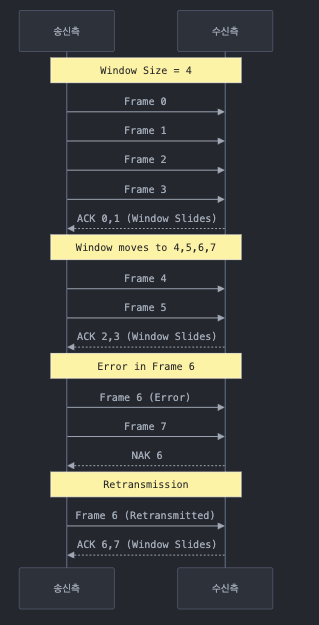 송신측 수신측
Window Size = 4
Frame 0
Frame 1
Frame 2
Frame 3
ACK 0,1 (Window Slides)
Window moves to 4,5,6,7
Frame 4
Frame 5
ACK 2,3 (Window Slides)
Error in Frame 6
Frame 6 (Error)
Frame 7
NAK 6
Retransmission
Frame 6 (Retransmitted)
ACK 6,7 (Window Slides)
송신측 수신측